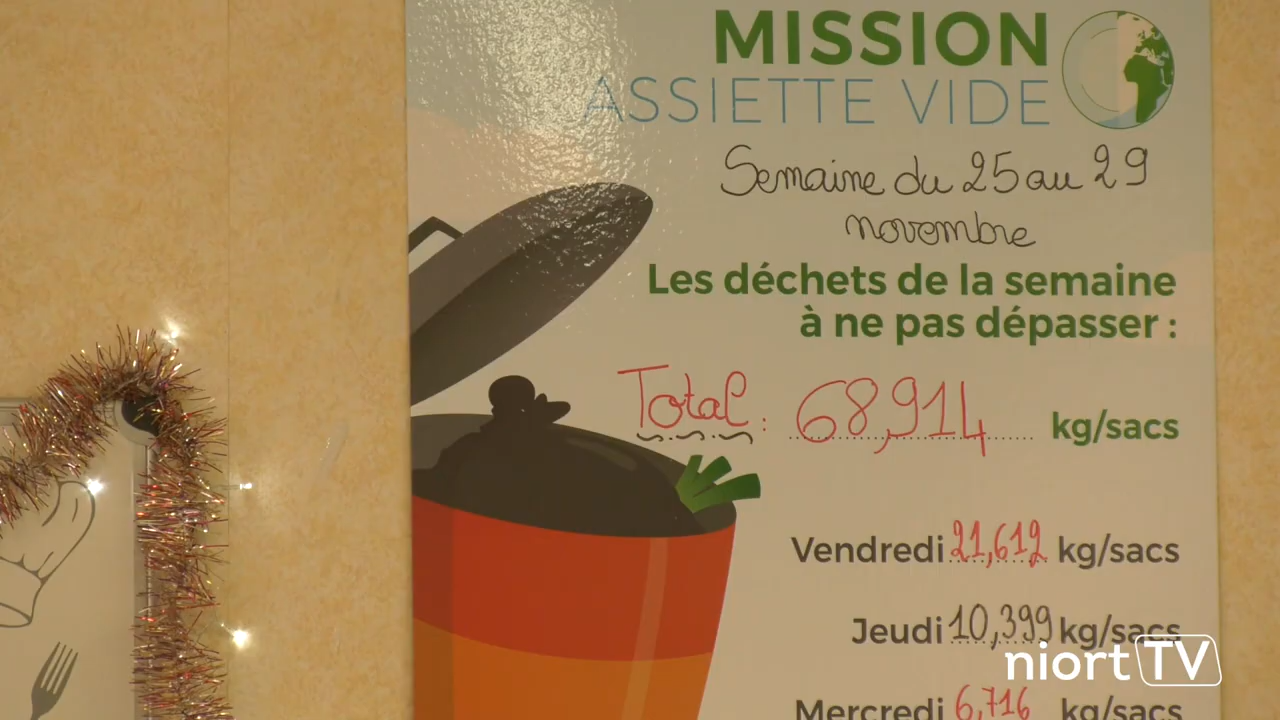 MISSION
ASSIETTE VIDE
Semaine du 25 au 29
novembre
Les déchets de la semaine
à ne pas dépasser :
Total : 68,914 kg/sacs
Vendredi 21,612 kg/sacs
Jeudi 10,399 kg/sacs
niort TV
Mercredi 6,716 kg/sacs